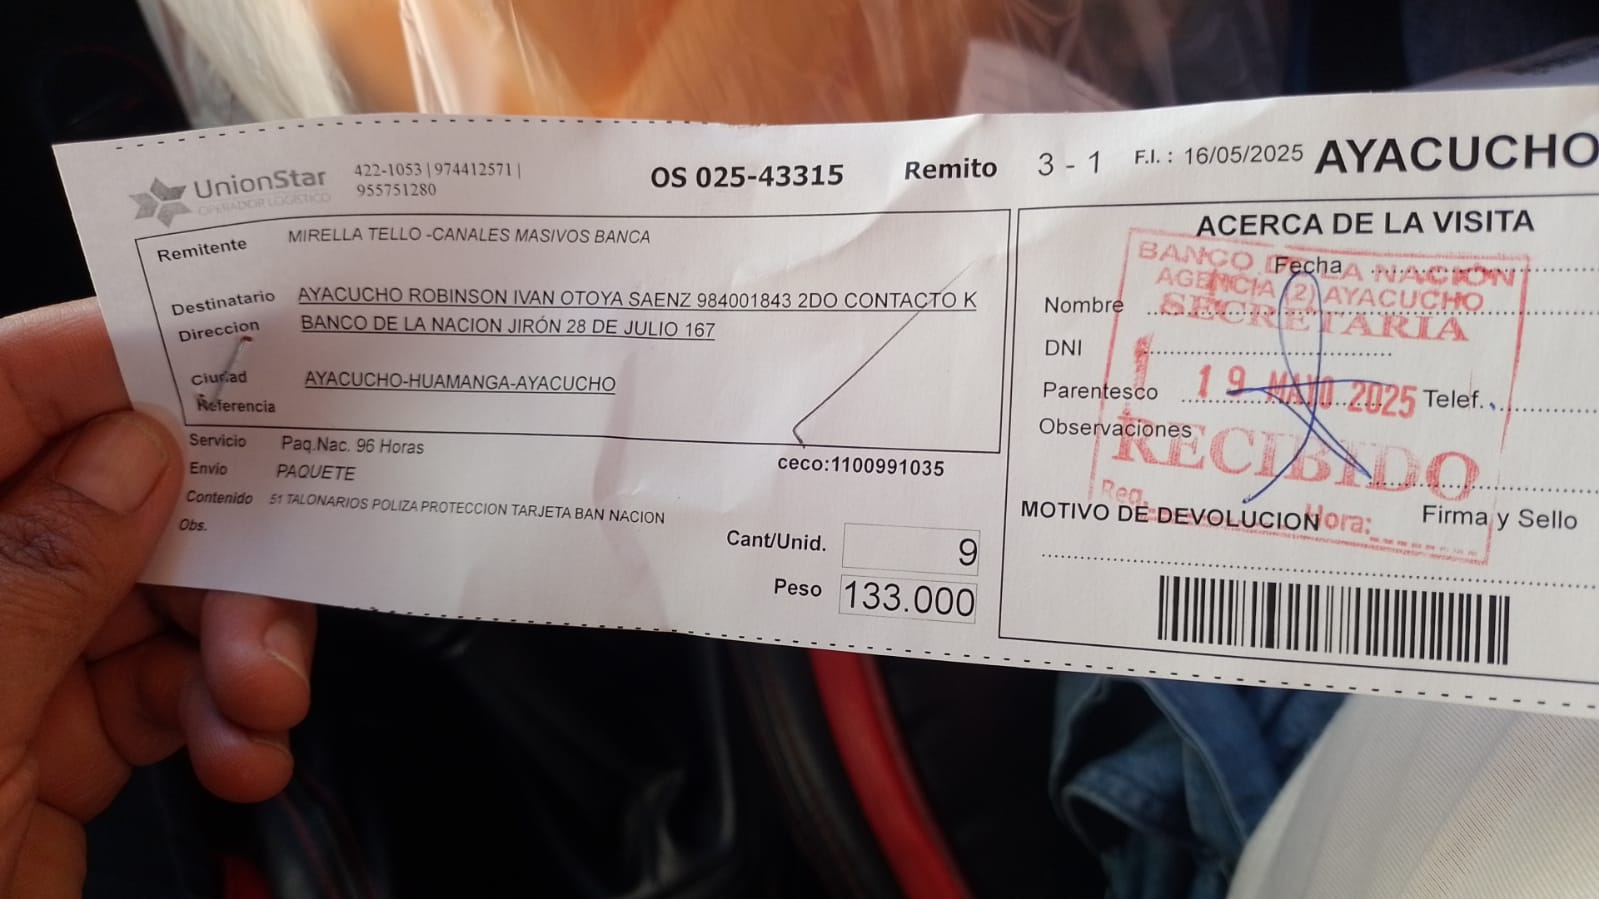 UnionStar
OPERADOR LOGÍSTICO
422-1053 | 974412571 |
955751280
OS 025-43315
Remito 3 - 1
F.I. : 16/05/2025
AYACUCHO
Remitente MIRELLA TELLO -CANALES MASIVOS BANCA
Destinatario AYACUCHO ROBINSON IVAN OTOYA SAENZ 984001843 2DO CONTACTO K
Direccion BANCO DE LA NACION JIRÓN 28 DE JULIO 167
Ciudad AYACUCHO-HUAMANGA-AYACUCHO
Referencia
Servicio Paq.Nac. 96 Horas
ceco:1100991035
Envio PAQUETE
Contenido 51 TALONARIOS POLIZA PROTECCION TARJETA BAN NACION
Obs.
Cant/Unid. 9
Peso 133.000
ACERCA DE LA VISITA
Fecha
Nombre
DNI
Parentesco
Telef.
Observaciones
MOTIVO DE DEVOLUCION
Firma y Sello
BANCO DE LA NACION
AGENCIA (2) AYACUCHO
SECRETARIA
19 MAYO 2025
RECIBIDO
Reg.
Hora: